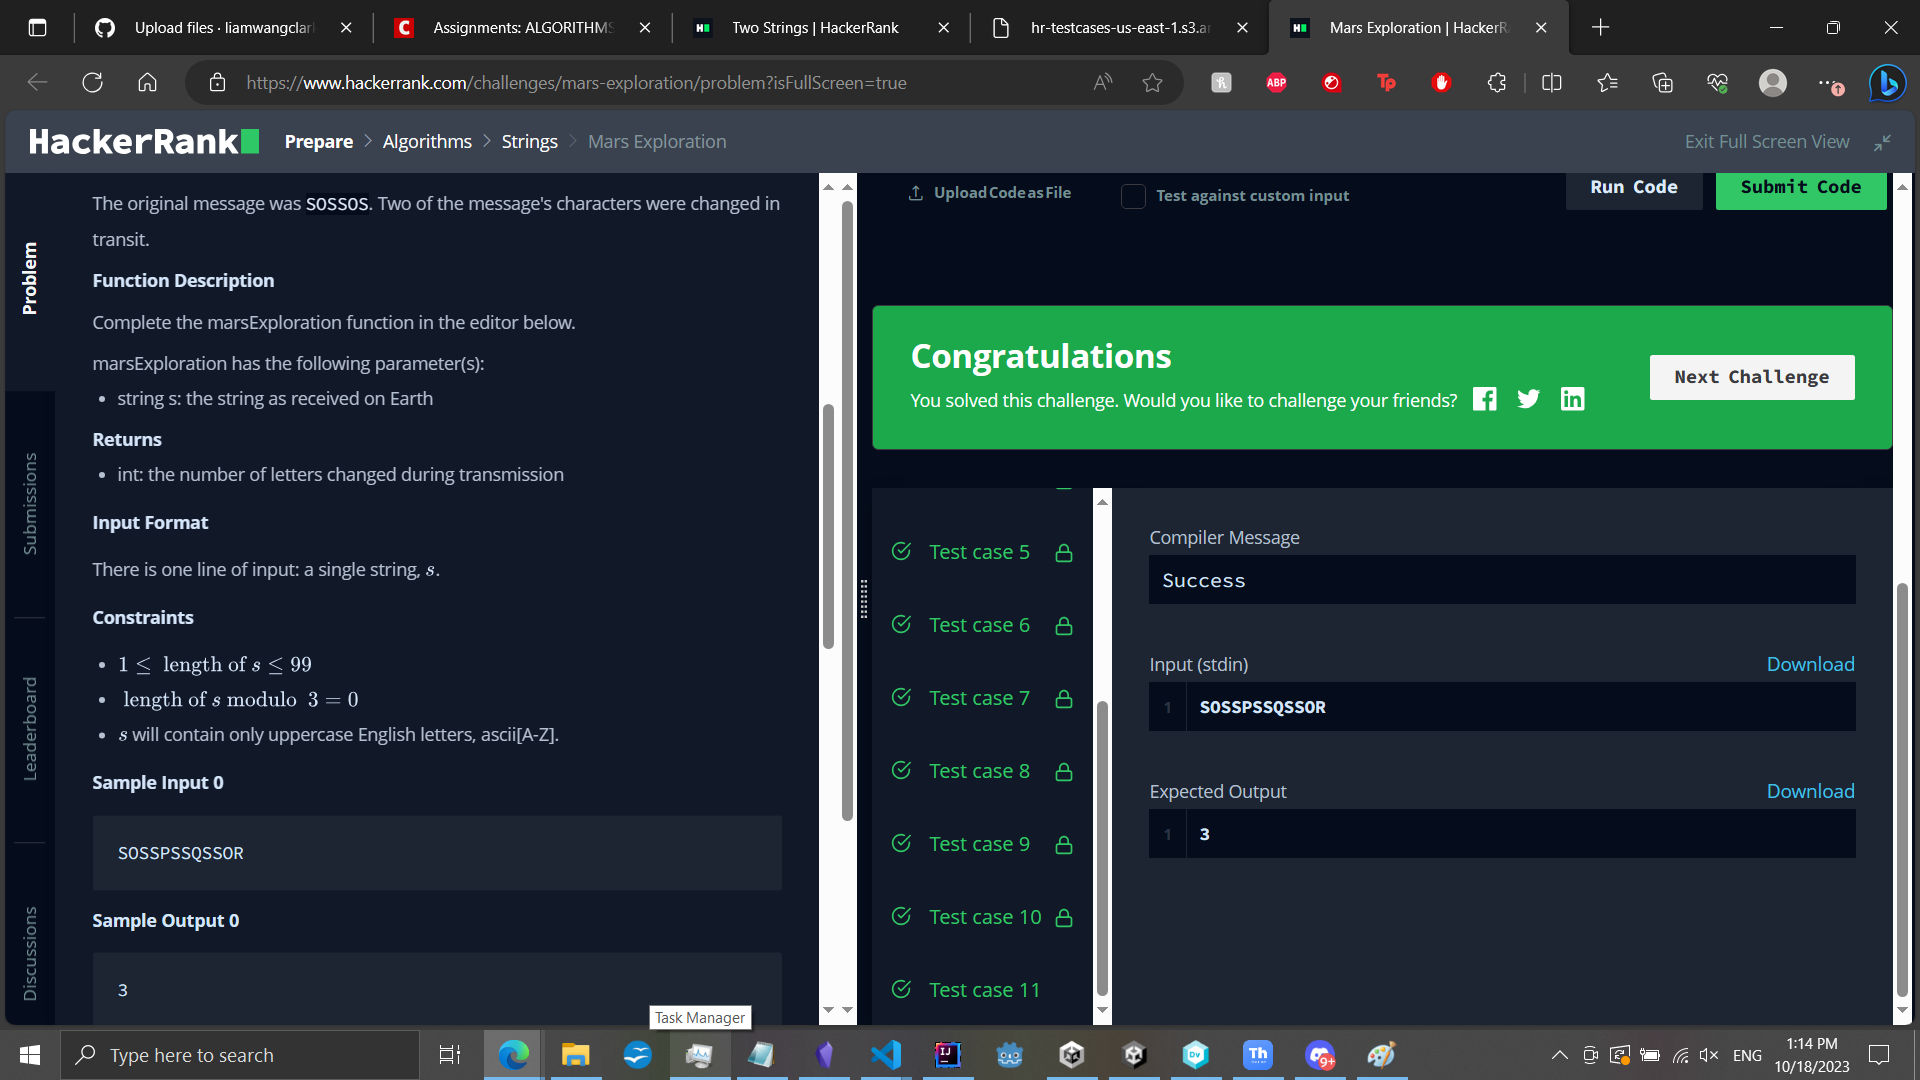 Upload files · liamwangclar
Assignments: ALGORITHMS
Two Strings | HackerRank
hr-testcases-us-east-1.s3.ar
Mars Exploration | HackerR
https://www.hackerrank.com/challenges/mars-exploration/problem?isFullScreen=true
HackerRank
Prepare > Algorithms > Strings > Mars Exploration
Exit Full Screen View
Problem
Submissions
Leaderboard
Discussions
The original message was SOSSOS. Two of the message's characters were changed in
transit.
Function Description
Complete the marsExploration function in the editor below.
marsExploration has the following parameter(s):
• string s: the string as received on Earth
Returns
• int: the number of letters changed during transmission
Input Format
There is one line of input: a single string, s.
Constraints
• 1 ≤ length of s ≤ 99
• length of s modulo 3 = 0
• s will contain only uppercase English letters, ascii[A-Z].
Sample Input 0
SOSSPSSQSSOR
Sample Output 0
3
Upload Code as File
Test against custom input
Run Code
Submit Code
Congratulations
You solved this challenge. Would you like to challenge your friends?
Next Challenge
Test case 5
Test case 6
Test case 7
Test case 8
Test case 9
Test case 10
Test case 11
Compiler Message
Success
Input (stdin)
Download
1 SOSSPSSQSSOR
Expected Output
Download
1 3
Task Manager
Type here to search
ENG
1:14 PM
10/18/2023
ABP
Tp
IJ
Dv
Th
9+